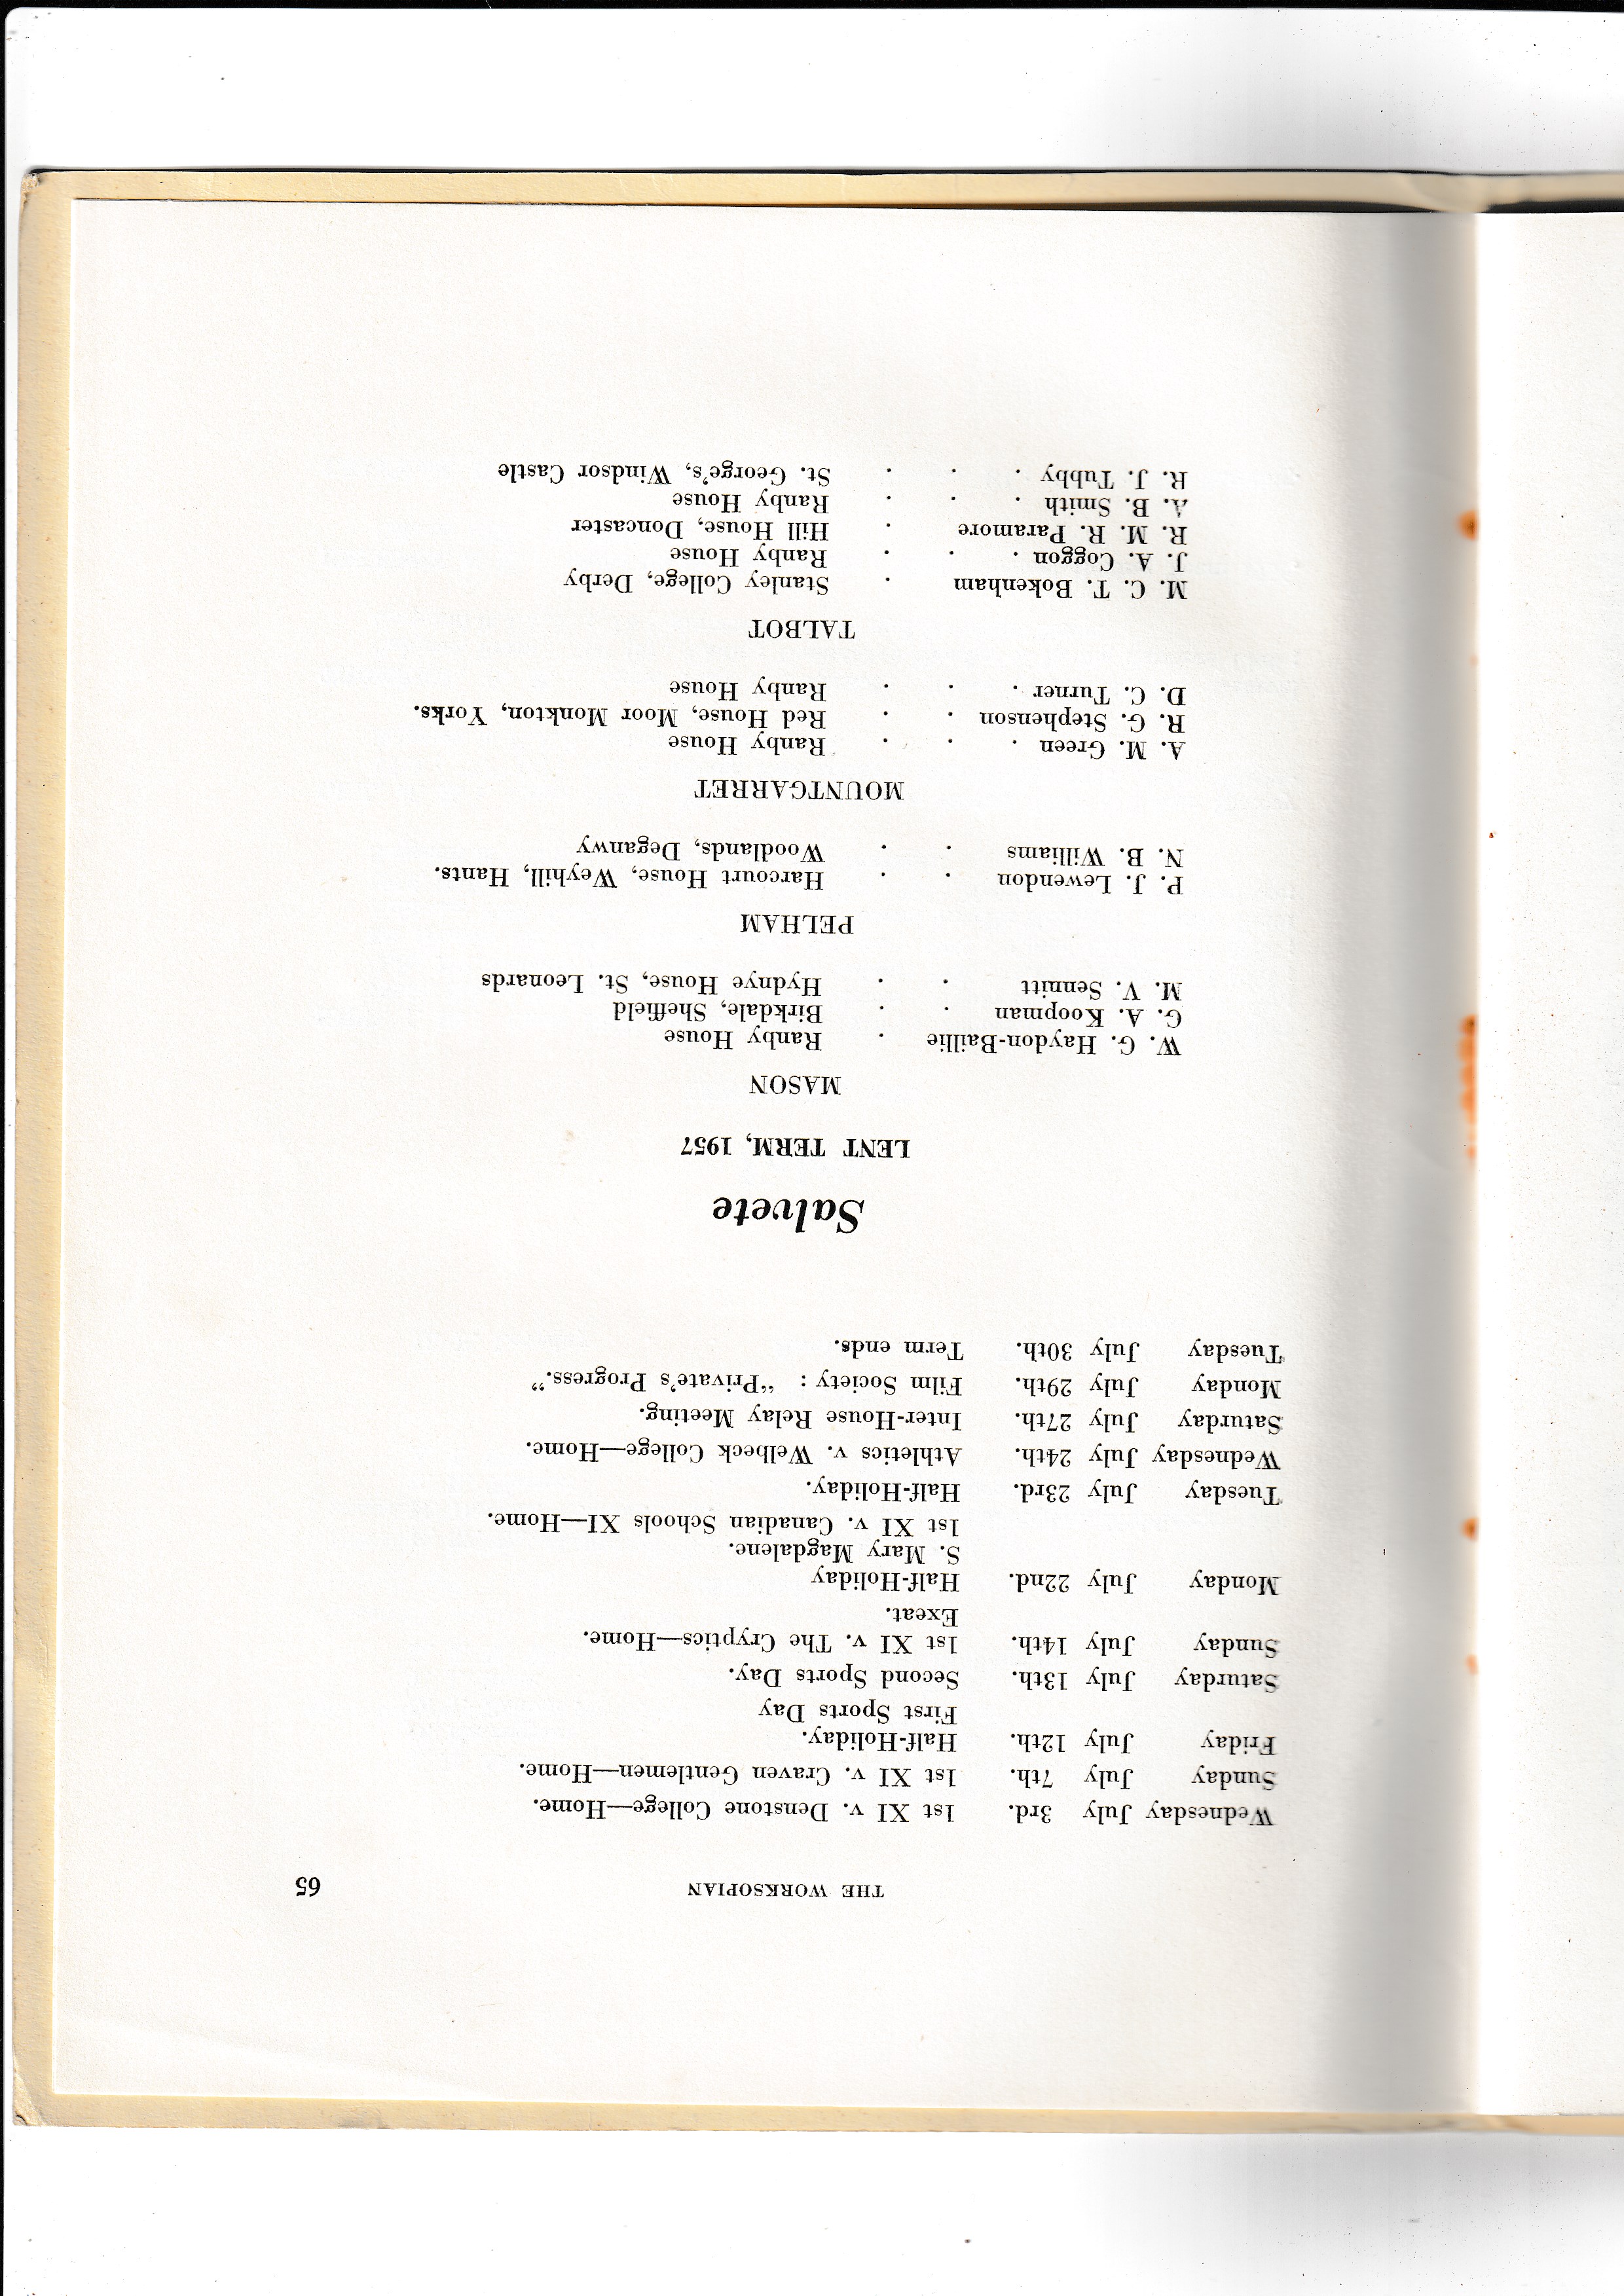 THE WORKSOPIAN 65
Wednesday July 3rd. 1st XI v. Denstone College—Home.
Sunday July 7th. 1st XI v. Craven Gentlemen—Home.
Friday July 12th. Half-Holiday.
First Sports Day
Saturday July 13th. Second Sports Day.
Sunday July 14th. 1st XI v. The Cryptics—Home.
Exeat.
Monday July 22nd. Half-Holiday
S. Mary Magdalene.
1st XI v. Canadian Schools XI—Home.
Tuesday July 23rd. Half-Holiday.
Wednesday July 24th. Athletics v. Welbeck College—Home.
Saturday July 27th. Inter-House Relay Meeting.
Monday July 29th. Film Society : "Private's Progress."
Tuesday July 30th. Term ends.
Salvete
LENT TERM, 1957
MASON
W. G. Haydon-Baillie . Ranby House
G. A. Koopman . . Birkdale, Sheffield
M. V. Sennitt . . Hydnye House, St. Leonards
PELHAM
P. J. Lewendon . . Harcourt House, Weyhill, Hants.
N. B. Williams . . Woodlands, Deganwy
MOUNTGARRET
A. M. Green . . . Ranby House
R. G. Stephenson . . Red House, Moor Monkton, Yorks.
D. C. Turner . . . Ranby House
TALBOT
M. C. T. Bokenham . Stanley College, Derby
J. A. Coggon . . . Ranby House
R. M. R. Paramore . Hill House, Doncaster
A. B. Smith . . . Ranby House
R. J. Tubby . . . St. George's, Windsor Castle